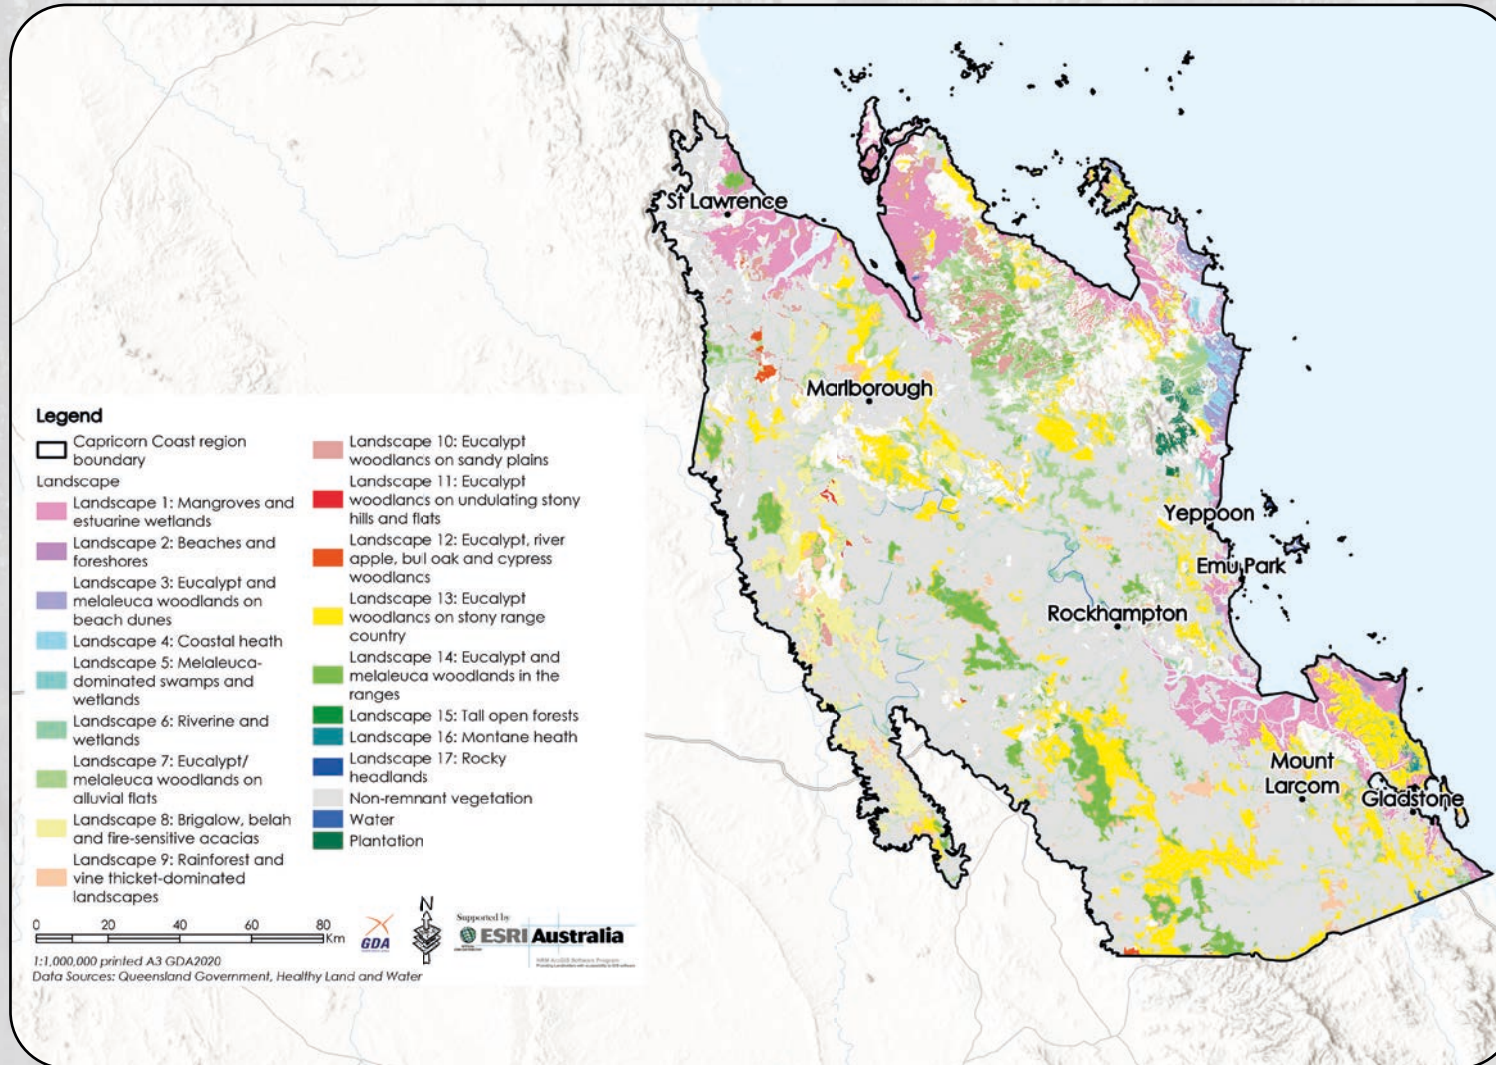 St Lawrence
Marlborough
Yeppoon
Emu Park
Rockhampton
Mount
Larcom
Gladstone
Legend
Capricorn Coast region
boundary
Landscape
Landscape 1: Mangroves and
estuarine wetlands
Landscape 2: Beaches and
foreshores
Landscape 3: Eucalypt and
melaleuca woodlands on
beach dunes
Landscape 4: Coastal heath
Landscape 5: Melaleuca-
dominated swamps and
wetlands
Landscape 6: Riverine and
wetlands
Landscape 7: Eucalypt/
melaleuca woodlands on
alluvial flats
Landscape 8: Brigalow, belah
and fire-sensitive acacias
Landscape 9: Rainforest and
vine thicket-dominated
landscapes
Landscape 10: Eucalypt
woodlancs on sandy plains
Landscape 11: Eucalypt
woodlancs on undulating stony
hills and flats
Landscape 12: Eucalypt, river
apple, bul oak and cypress
woodlancs
Landscape 13: Eucalypt
woodlancs on stony range
country
Landscape 14: Eucalypt and
melaleuca woodlands in the
ranges
Landscape 15: Tall open forests
Landscape 16: Montane heath
Landscape 17: Rocky
headlands
Non-remnant vegetation
Water
Plantation
0 20 40 60 80
Km
GDA
N
Supported by
ESRI Australia
1:1,000,000 printed A3 GDA2020
Data Sources: Queensland Government, Healthy Land and Water